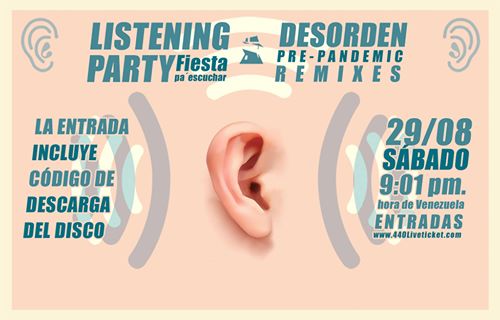 LISTENING
PARTY Fiesta
pa´escuchar
DESORDEN
PRE-PANDEMIC
REMIXES
LA ENTRADA
INCLUYE
CÓDIGO DE
DESCARGA
DEL DISCO
29/08
SÁBADO
9:01 pm.
hora de Venezuela
ENTRADAS
www.440Liveticket.com